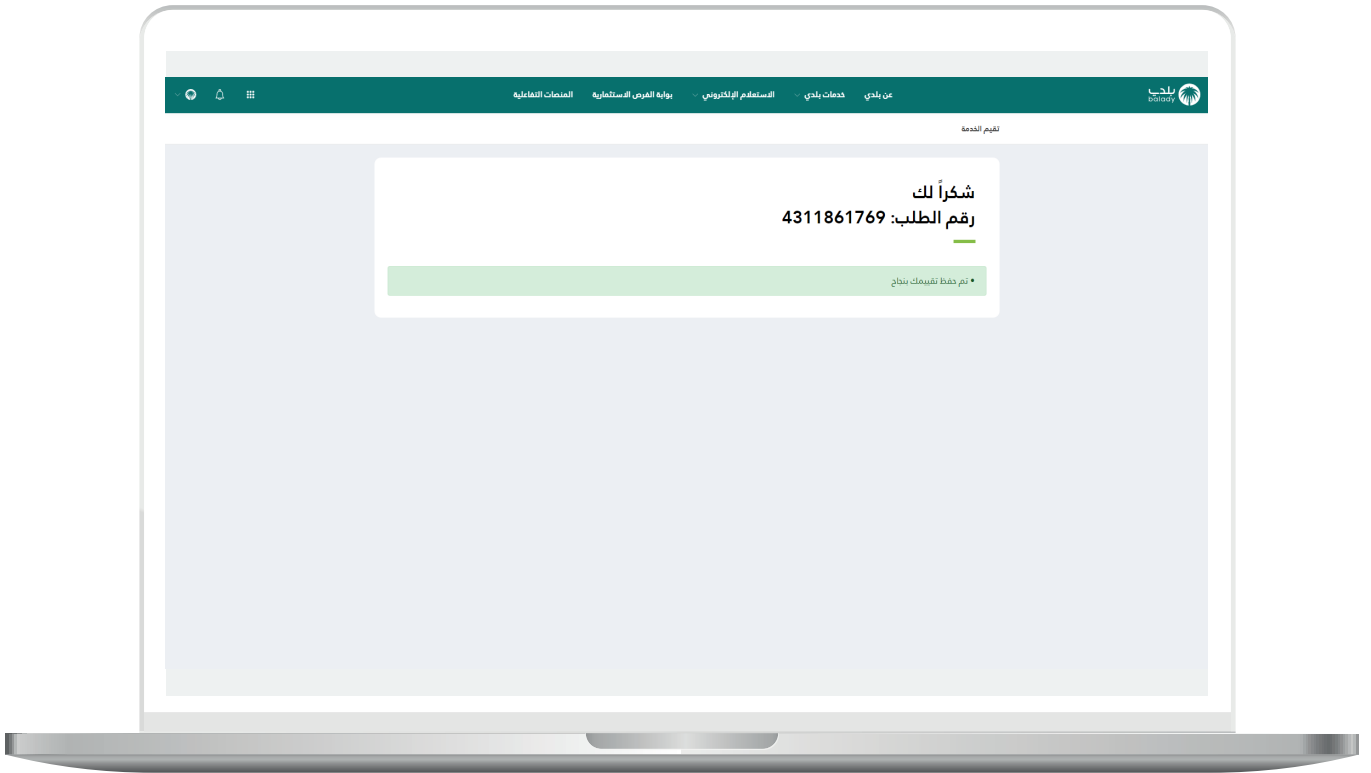 بلدي
balady
عن بلدي خدمات بلدي الاستعلام الإلكتروني بوابة الفرص الاستثمارية المنصات التفاعلية
تقيم الخدمة
شكراً لك
رقم الطلب: 4311861769
• تم حفظ تقييمك بنجاح